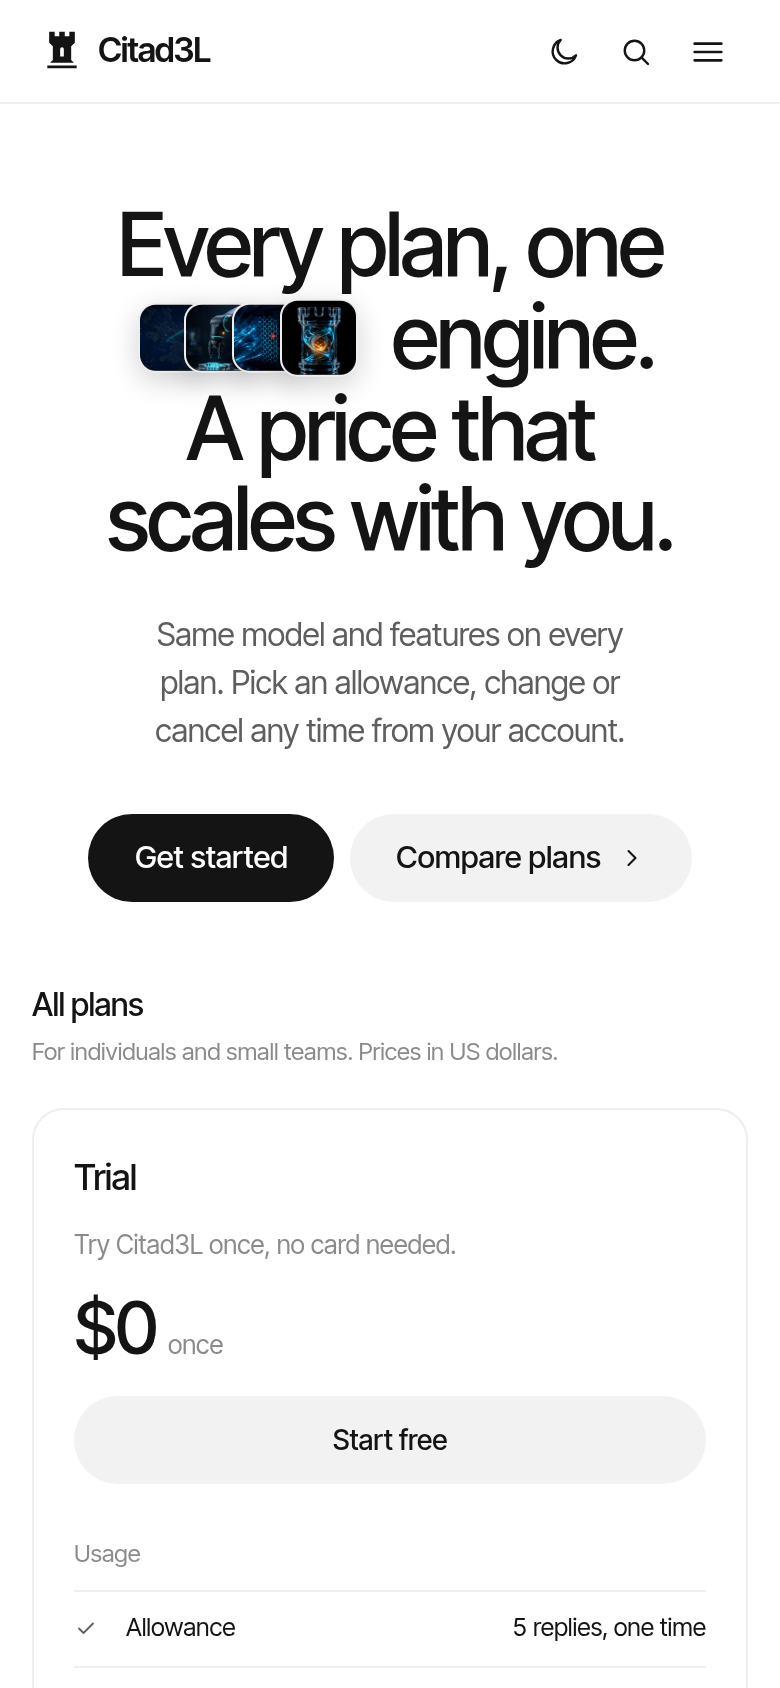 Citad3L
Every plan, one
engine.
A price that
scales with you.
Same model and features on every
plan. Pick an allowance, change or
cancel any time from your account.
Get started
Compare plans
All plans
For individuals and small teams. Prices in US dollars.
Trial
Try Citad3L once, no card needed.
$0 once
Start free
Usage
Allowance 5 replies, one time